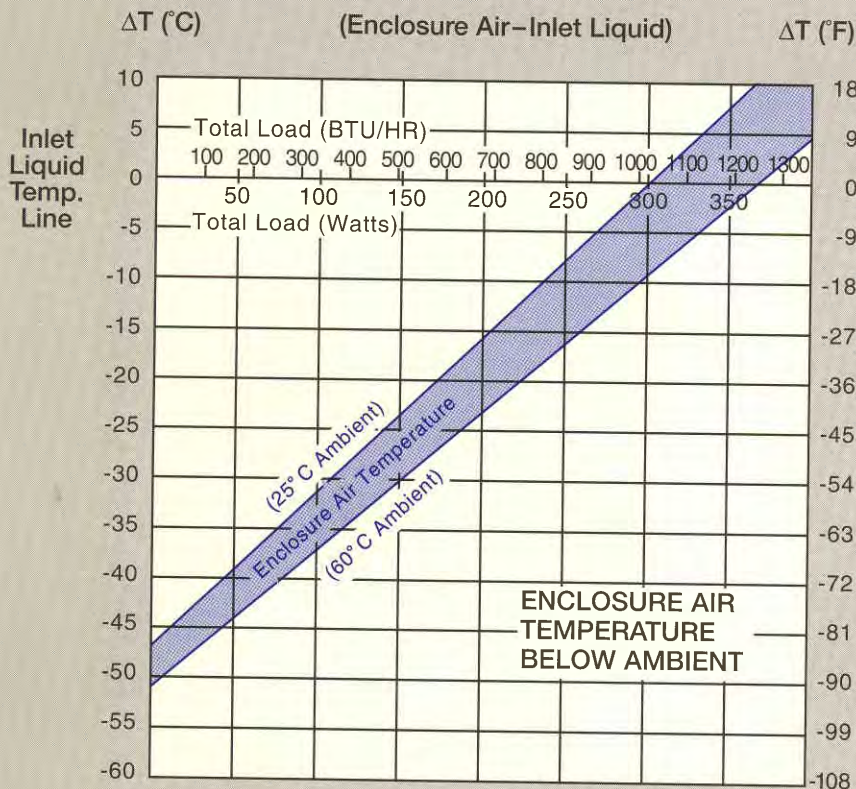 ΔT (°C) (Enclosure Air–Inlet Liquid) ΔT (°F)
10 18
5 Total Load (BTU/HR) 9
Inlet
Liquid
Temp.
Line
100 200 300 400 500 600 700 800 900 1000 1100 1200 1300
0 0
50 100 150 200 250 300 350
-5 Total Load (Watts) -9
-10 -18
-15 -27
-20 -36
-25 -45
-30 -54
-35 -63
-40 -72
-45 -81
-50 -90
-55 -99
-60 -108
(25° C Ambient)
Enclosure Air Temperature
(60° C Ambient)
ENCLOSURE AIR
TEMPERATURE
BELOW AMBIENT